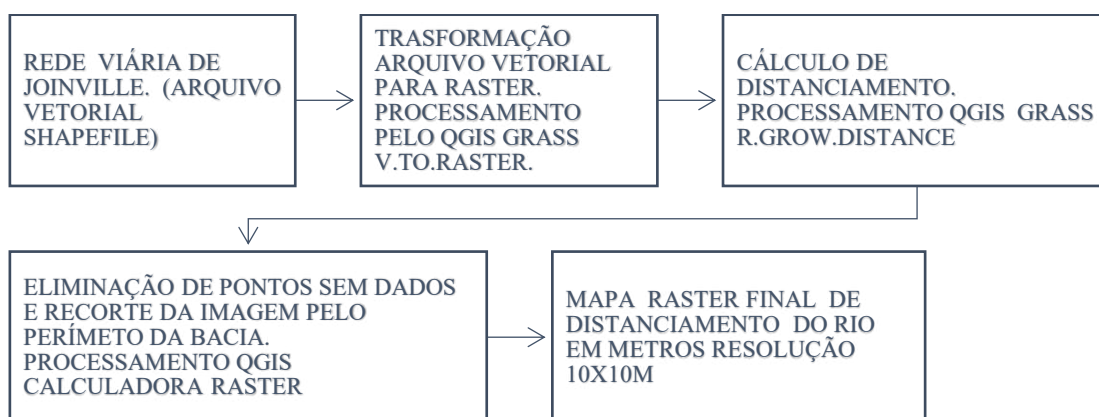 REDE VIÁRIA DE
JOINVILLE. (ARQUIVO
VETORIAL
SHAPEFILE)
TRASFORMAÇÃO
ARQUIVO VETORIAL
PARA RASTER.
PROCESSAMENTO
PELO QGIS GRASS
V.TO.RASTER.
CÁLCULO DE
DISTANCIAMENTO.
PROCESSAMENTO QGIS GRASS
R.GROW.DISTANCE
ELIMINAÇÃO DE PONTOS SEM DADOS
E RECORTE DA IMAGEM PELO
PERÍMETO DA BACIA.
PROCESSAMENTO QGIS
CALCULADORA RASTER
MAPA RASTER FINAL DE
DISTANCIAMENTO DO RIO
EM METROS RESOLUÇÃO
10X10M